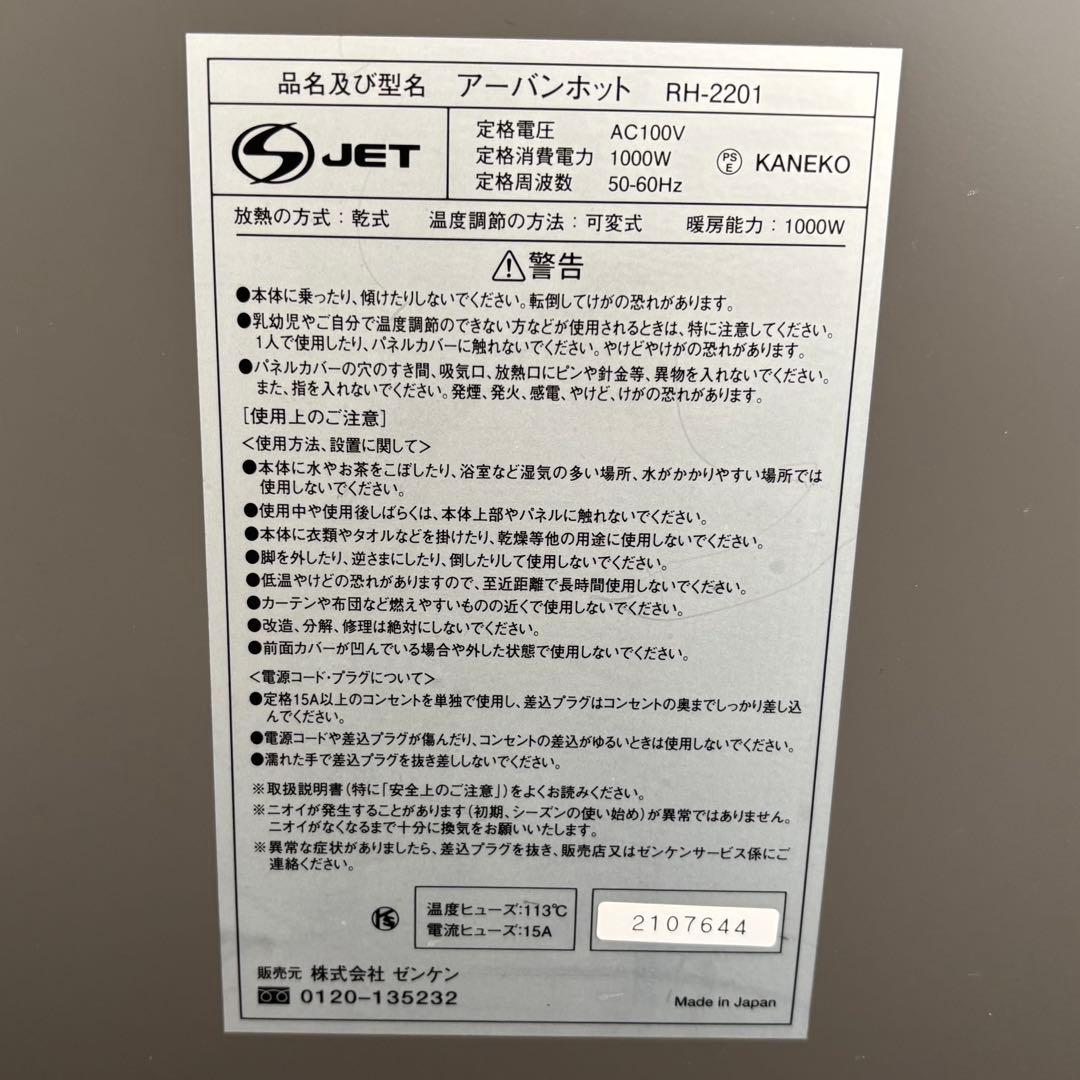 品名及び型名 アーバンホット RH-2201
JET
定格電圧 AC100V
定格消費電力 1000W
定格周波数 50-60Hz
PS
E
KANEKO
放熱の方式：乾式 温度調節の方法：可変式 暖房能力：1000W
警告
●本体に乗ったり、傾けたりしないでください。転倒してけがの恐れがあります。
●乳幼児やご自分で温度調節のできない方などが使用されるときは、特に注意してください。
1人で使用したり、パネルカバーに触れないでください。やけどやけがの恐れがあります。
●パネルカバーの穴のすき間、吸気口、放熱口にピンや針金等、異物を入れないでください。
また、指を入れないでください。発煙、発火、感電、やけど、けがの恐れがあります。
[使用上のご注意]
<使用方法、設置に関して>
●本体に水やお茶をこぼしたり、浴室など湿気の多い場所、水がかかりやすい場所では
使用しないでください。
●使用中や使用後しばらくは、本体上部やパネルに触れないでください。
●本体に衣類やタオルなどを掛けたり、乾燥等他の用途に使用しないでください。
●脚を外したり、逆さまにしたり、倒したりして使用しないでください。
●低温やけどの恐れがありますので、至近距離で長時間使用しないでください。
●カーテンや布団など燃えやすいものの近くで使用しないでください。
●改造、分解、修理は絶対にしないでください。
●前面カバーが凹んでいる場合や外した状態で使用しないでください。
<電源コード・プラグについて>
●定格15A以上のコンセントを単独で使用し、差込プラグはコンセントの奥までしっかり差し込
んでください。
●電源コードや差込プラグが傷んだり、コンセントの差込がゆるいときは使用しないでください。
●濡れた手で差込プラグを抜き差ししないでください。
※取扱説明書(特に「安全上のご注意」)をよくお読みください。
※ニオイが発生することがあります(初期、シーズンの使い始め)が異常ではありません。
ニオイがなくなるまで十分に換気をお願いいたします。
※異常な症状がありましたら、差込プラグを抜き、販売店又はゼンケンサービス係にご
連絡ください。
温度ヒューズ：113℃
電流ヒューズ：15A
2107644
販売元 株式会社 ゼンケン
0120-135232
Made in Japan